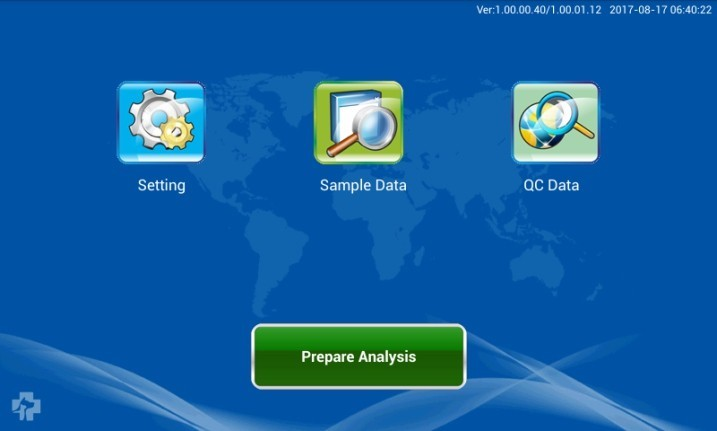 Ver:1.00.00.40/1.00.01.12 2017-08-17 06:40:22
Setting
Sample Data
QC Data
Prepare Analysis